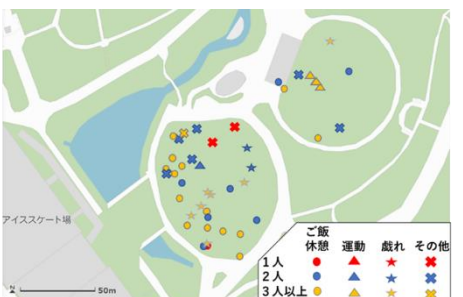 アイススケート場
50m
ご飯
休憩 運動 戯れ その他
1人
2人
3人以上